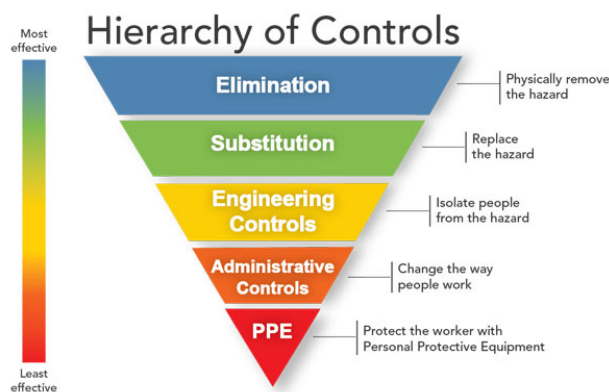 Most
effective
Hierarchy of Controls
Elimination
Physically remove
the hazard
Substitution
Replace
the hazard
Engineering
Controls
Isolate people
from the hazard
Administrative
Controls
Change the way
people work
PPE
Protect the worker with
Personal Protective Equipment
Least
effective